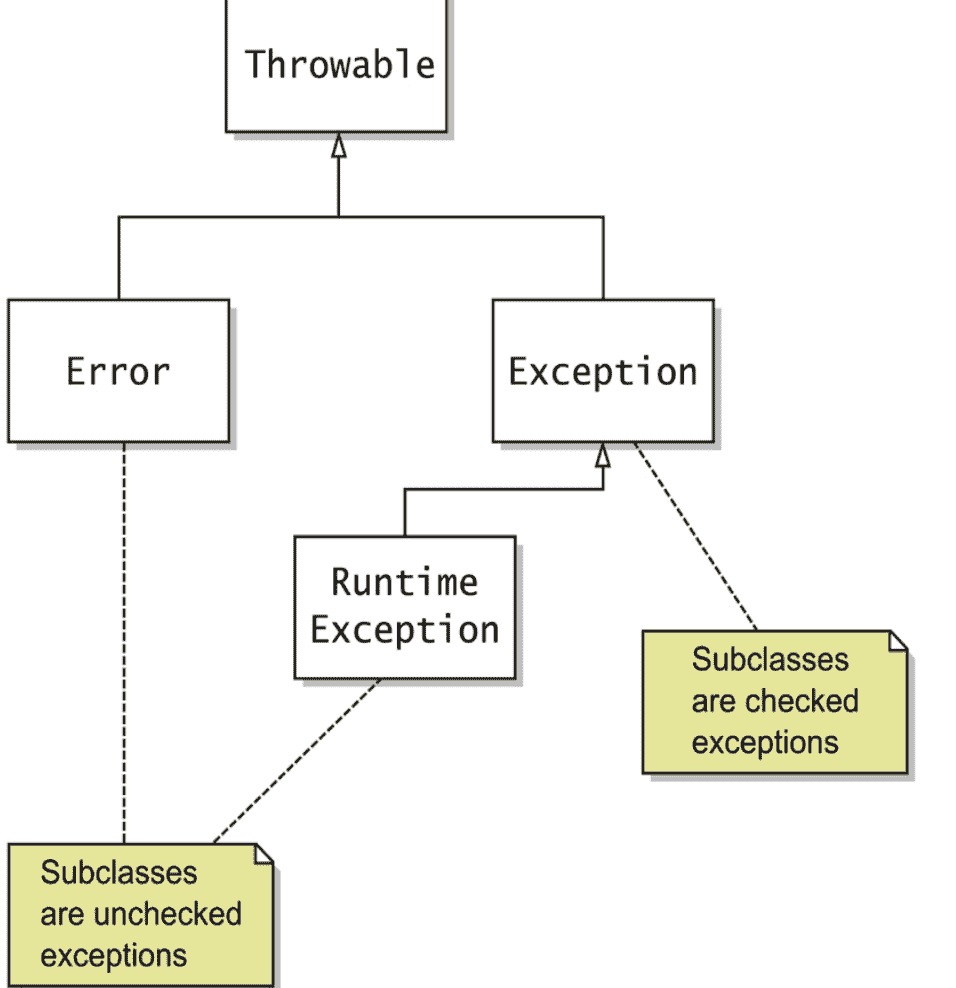 Throwable
Error
Exception
Runtime
Exception
Subclasses
are checked
exceptions
Subclasses
are unchecked
exceptions